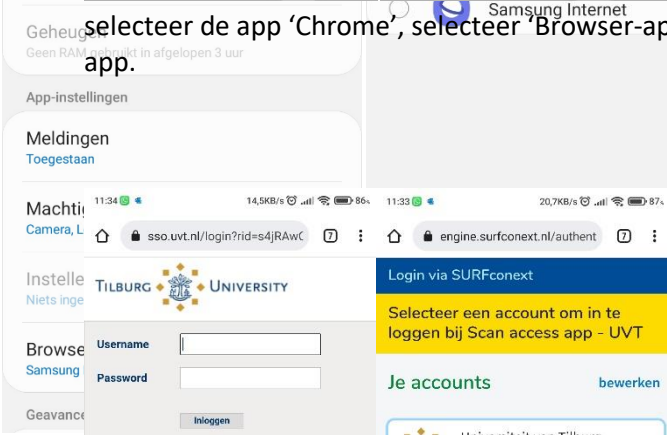 selecteer de app ‘Chrome’, selecteer ‘Browser-ap
app.
Samsung Internet
Geheugen
Geen RAM gebruikt in afgelopen 3 uur
App-instellingen
Meldingen
Toegestaan
Machti
Camera, L
Instelle
Niets inge
Browse
Samsung
Geavance
11:34 14,5KB/s 86
sso.uvt.nl/login?rid=s4jRAwC 7
TILBURG UNIVERSITY
Username
Password
Inloggen
11:33 20,7KB/s 87
engine.surfconext.nl/authent 7
Login via SURFconext
Selecteer een account om in te
loggen bij Scan access app - UVT
Je accounts bewerken